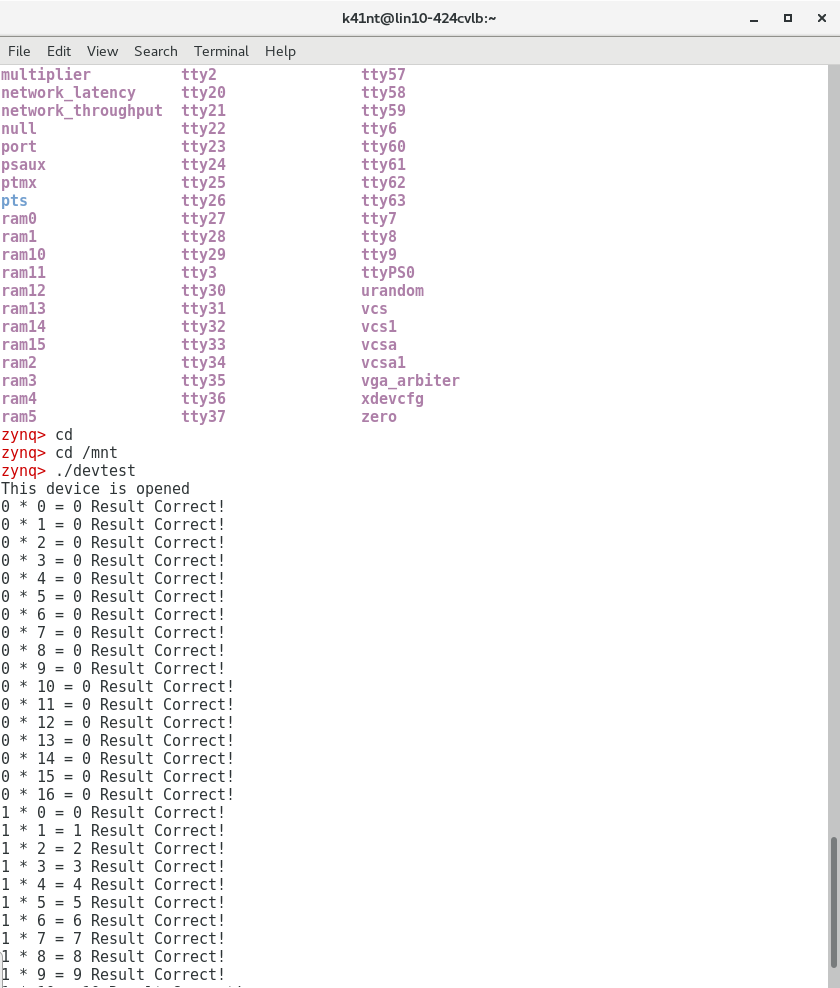 k41nt@lin10-424cvlb:~
File Edit View Search Terminal Help
multiplier tty2 tty57
network_latency tty20 tty58
network_throughput tty21 tty59
null tty22 tty6
port tty23 tty60
psaux tty24 tty61
ptmx tty25 tty62
pts tty26 tty63
ram0 tty27 tty7
ram1 tty28 tty8
ram10 tty29 tty9
ram11 tty3 ttyPS0
ram12 tty30 urandom
ram13 tty31 vcs
ram14 tty32 vcs1
ram15 tty33 vcsa
ram2 tty34 vcsa1
ram3 tty35 vga_arbiter
ram4 tty36 xdevcfg
ram5 tty37 zero
zynq> cd
zynq> cd /mnt
zynq> ./devtest
This device is opened
0 * 0 = 0 Result Correct!
0 * 1 = 0 Result Correct!
0 * 2 = 0 Result Correct!
0 * 3 = 0 Result Correct!
0 * 4 = 0 Result Correct!
0 * 5 = 0 Result Correct!
0 * 6 = 0 Result Correct!
0 * 7 = 0 Result Correct!
0 * 8 = 0 Result Correct!
0 * 9 = 0 Result Correct!
0 * 10 = 0 Result Correct!
0 * 11 = 0 Result Correct!
0 * 12 = 0 Result Correct!
0 * 13 = 0 Result Correct!
0 * 14 = 0 Result Correct!
0 * 15 = 0 Result Correct!
0 * 16 = 0 Result Correct!
1 * 0 = 0 Result Correct!
1 * 1 = 1 Result Correct!
1 * 2 = 2 Result Correct!
1 * 3 = 3 Result Correct!
1 * 4 = 4 Result Correct!
1 * 5 = 5 Result Correct!
1 * 6 = 6 Result Correct!
1 * 7 = 7 Result Correct!
1 * 8 = 8 Result Correct!
1 * 9 = 9 Result Correct!